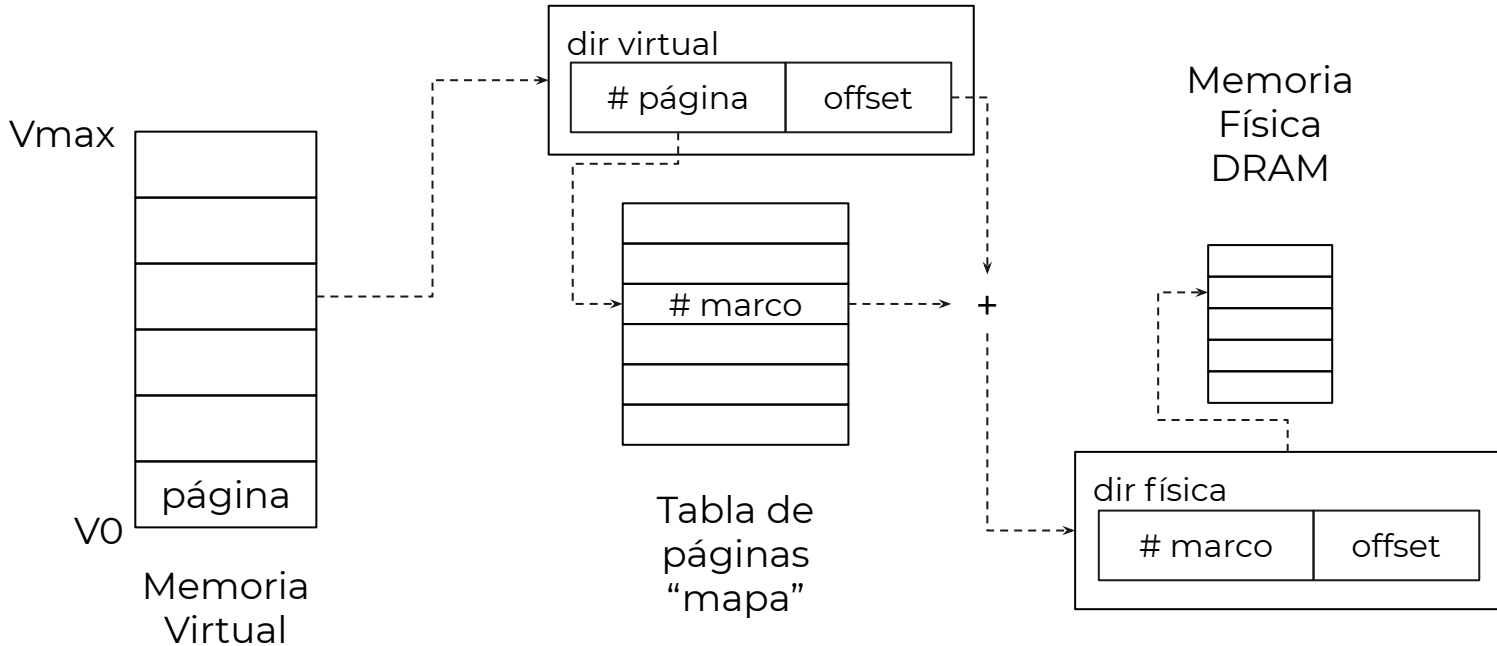 Vmax
página
V0
Memoria
Virtual
dir virtual
# página
offset
# marco
+
Tabla de
páginas
“mapa”
Memoria
Física
DRAM
dir física
# marco
offset